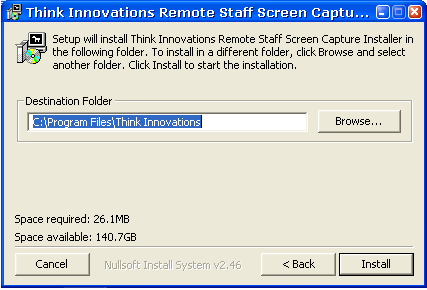 Think Innovations Remote Staff Screen Captu...
Setup will install Think Innovations Remote Staff Screen Capture Installer in
the following folder. To install in a different folder, click Browse and select
another folder. Click Install to start the installation.
Destination Folder
C:\Program Files\Think Innovations
Browse...
Space required: 26.1MB
Space available: 140.7GB
Cancel
Nullsoft Install System v2.46
< Back
Install